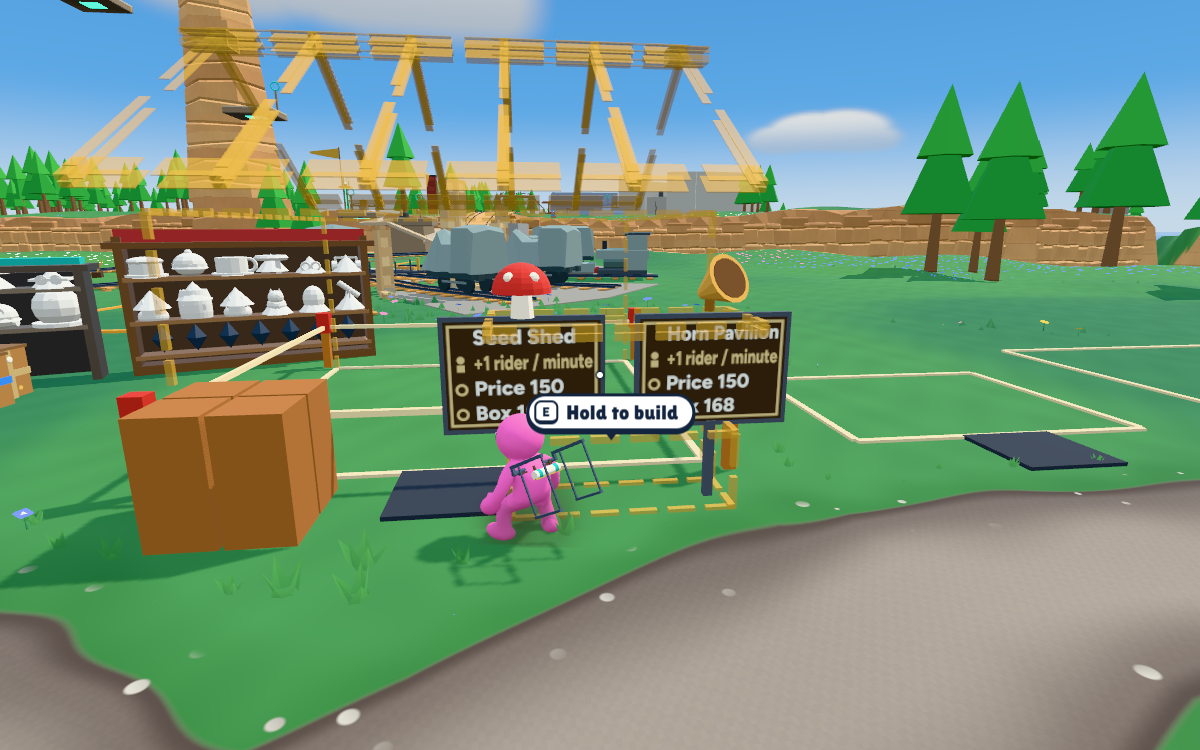 Seed Shed
+1 rider / minute
Price 150
Box
Horn Pavilion
+1 rider / minute
Price 150
168
E Hold to build